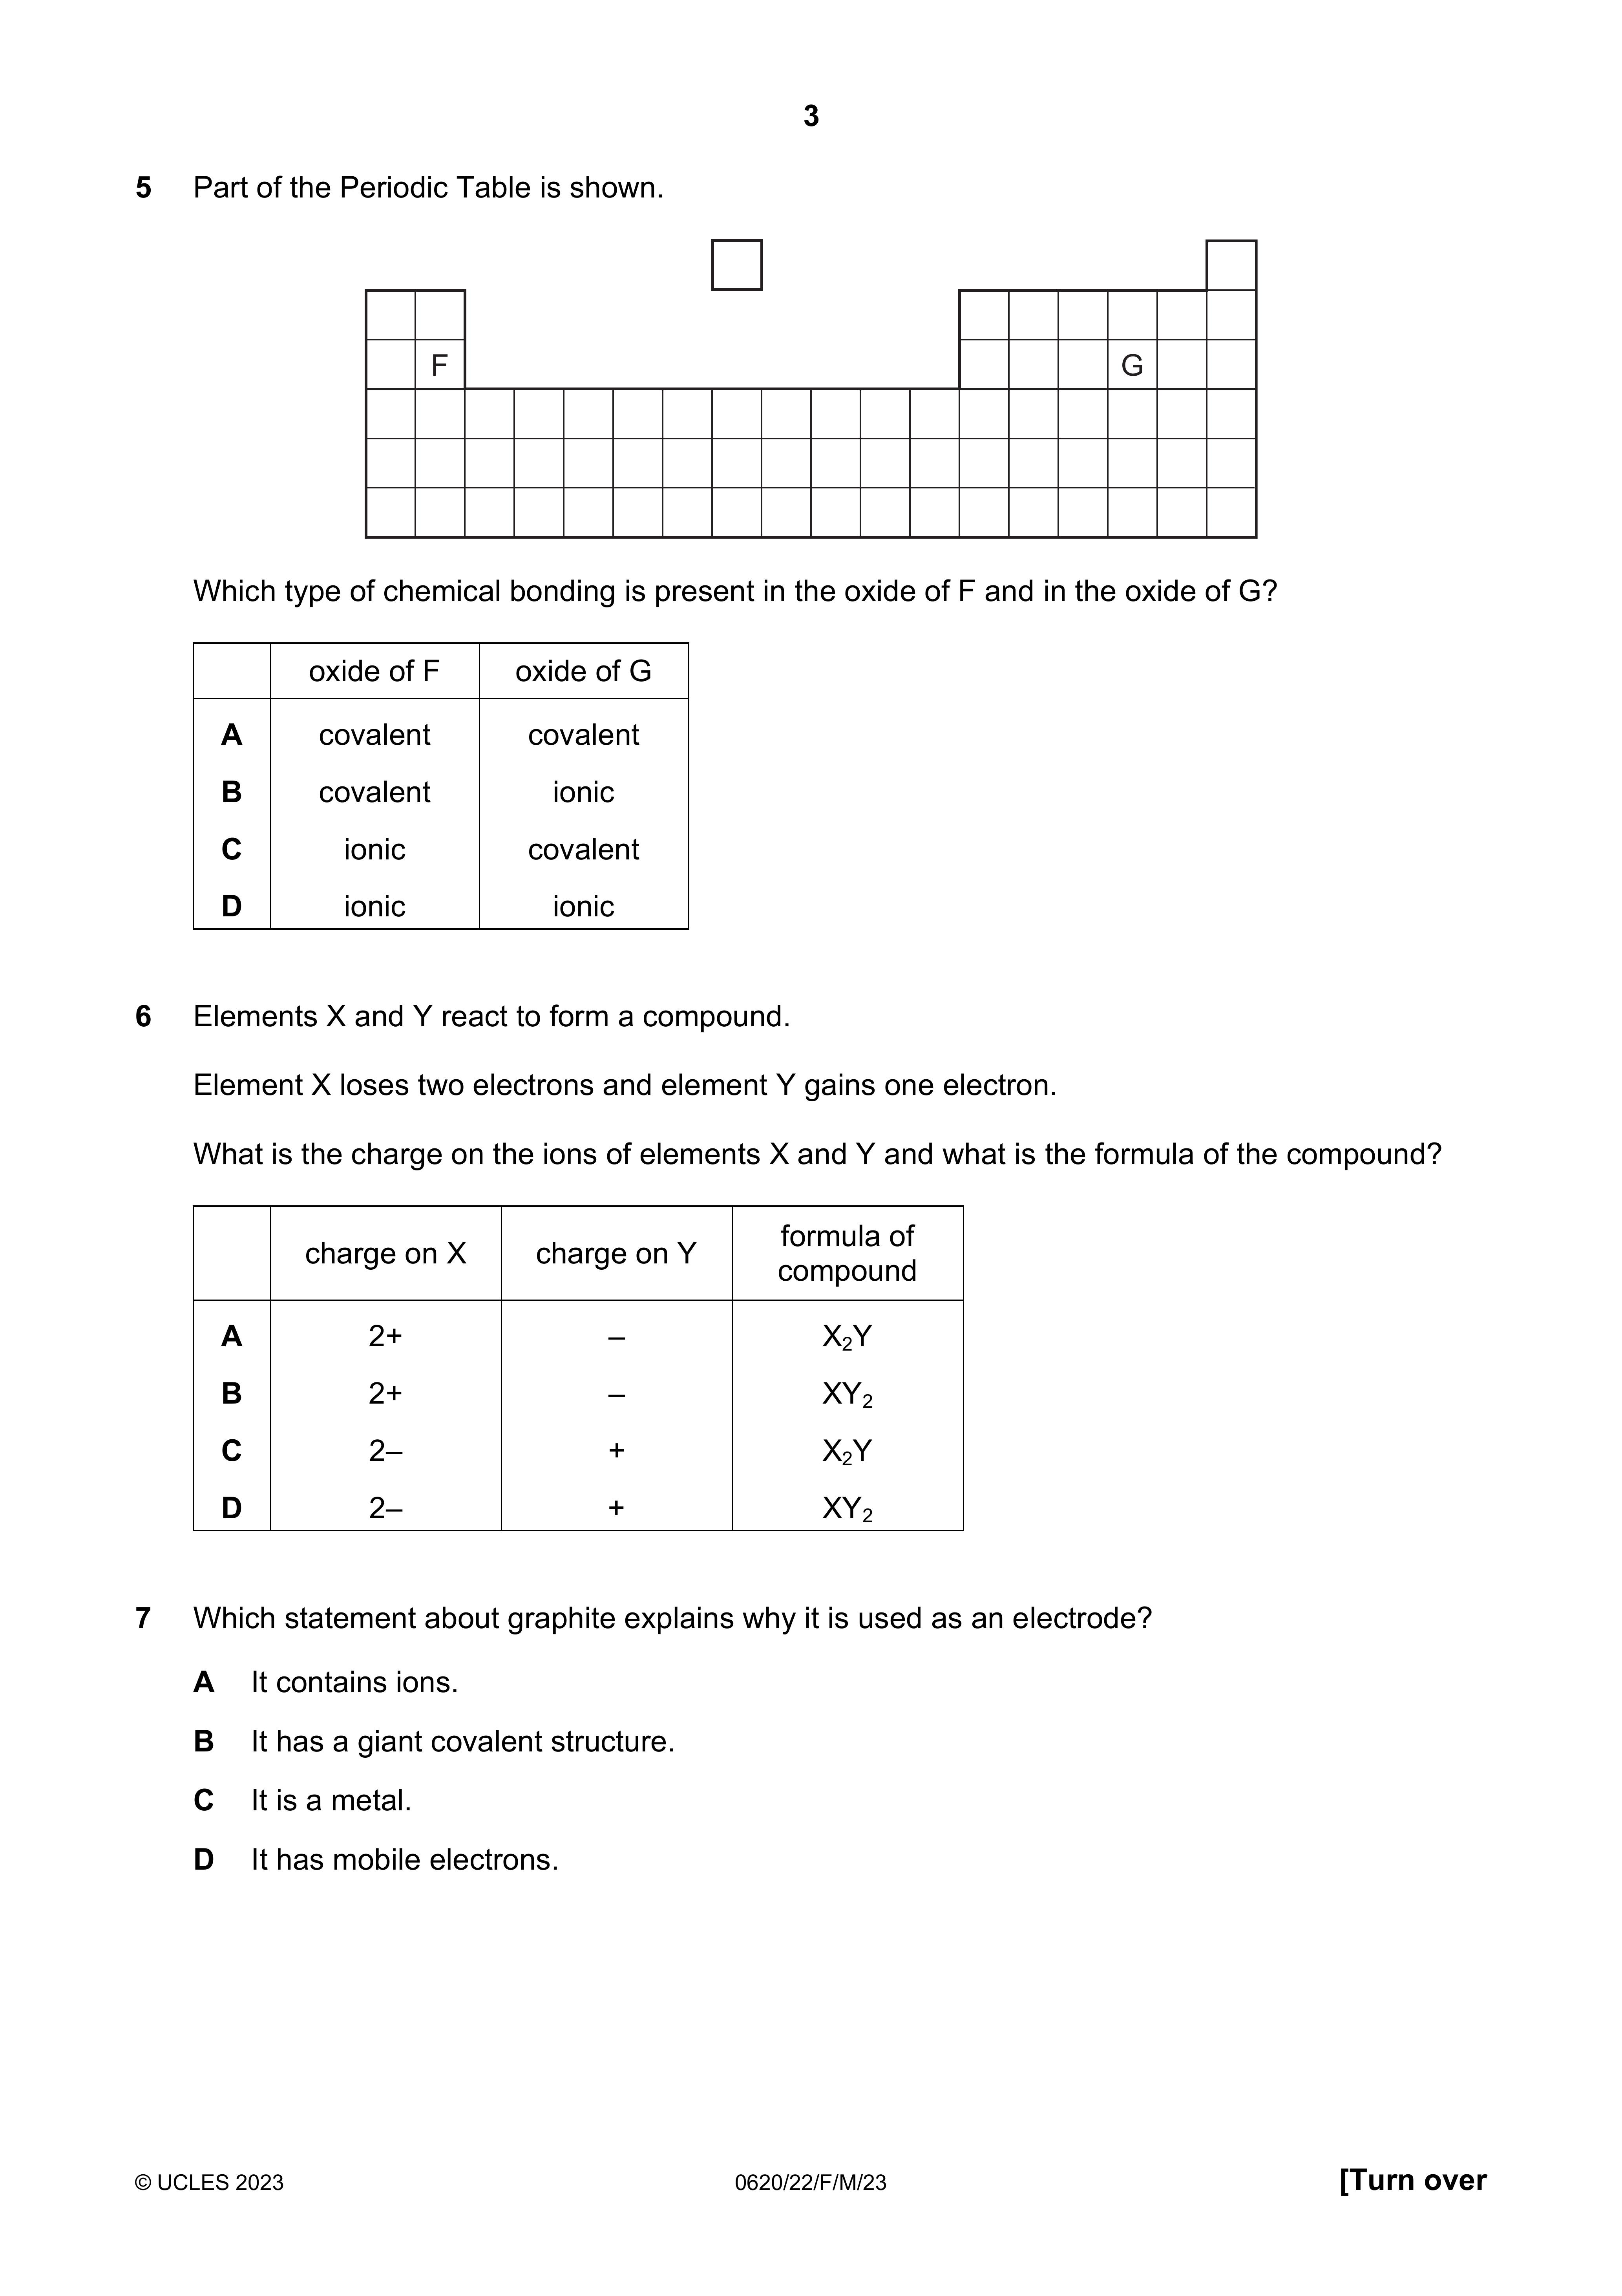 3
5 Part of the Periodic Table is shown.
F G
Which type of chemical bonding is present in the oxide of F and in the oxide of G?
oxide of F oxide of G
A covalent covalent
B covalent ionic
C ionic covalent
D ionic ionic
6 Elements X and Y react to form a compound.
Element X loses two electrons and element Y gains one electron.
What is the charge on the ions of elements X and Y and what is the formula of the compound?
charge on X charge on Y formula of
compound
A 2+ – X₂Y
B 2+ – XY₂
C 2– + X₂Y
D 2– + XY₂
7 Which statement about graphite explains why it is used as an electrode?
A It contains ions.
B It has a giant covalent structure.
C It is a metal.
D It has mobile electrons.
© UCLES 2023 0620/22/F/M/23 [Turn over